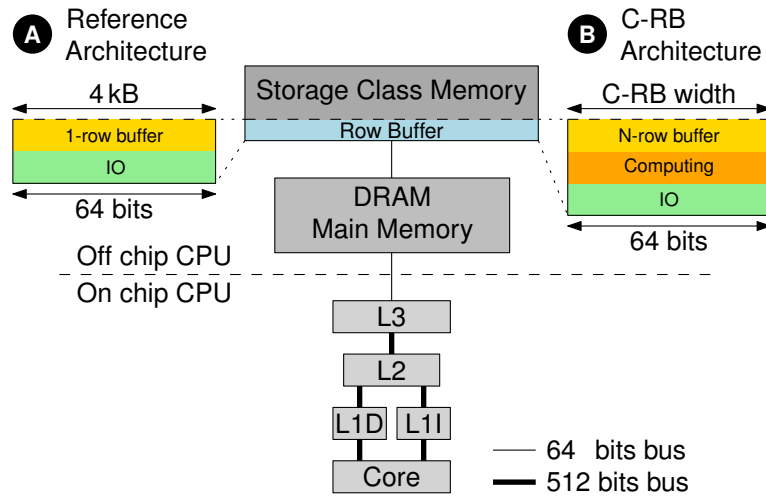 A Reference
Architecture
4 kB
1-row buffer
IO
64 bits
Storage Class Memory
Row Buffer
DRAM
Main Memory
B C-RB
Architecture
C-RB width
N-row buffer
Computing
IO
64 bits
Off chip CPU
On chip CPU
L3
L2
L1D L1I
Core
64 bits bus
512 bits bus